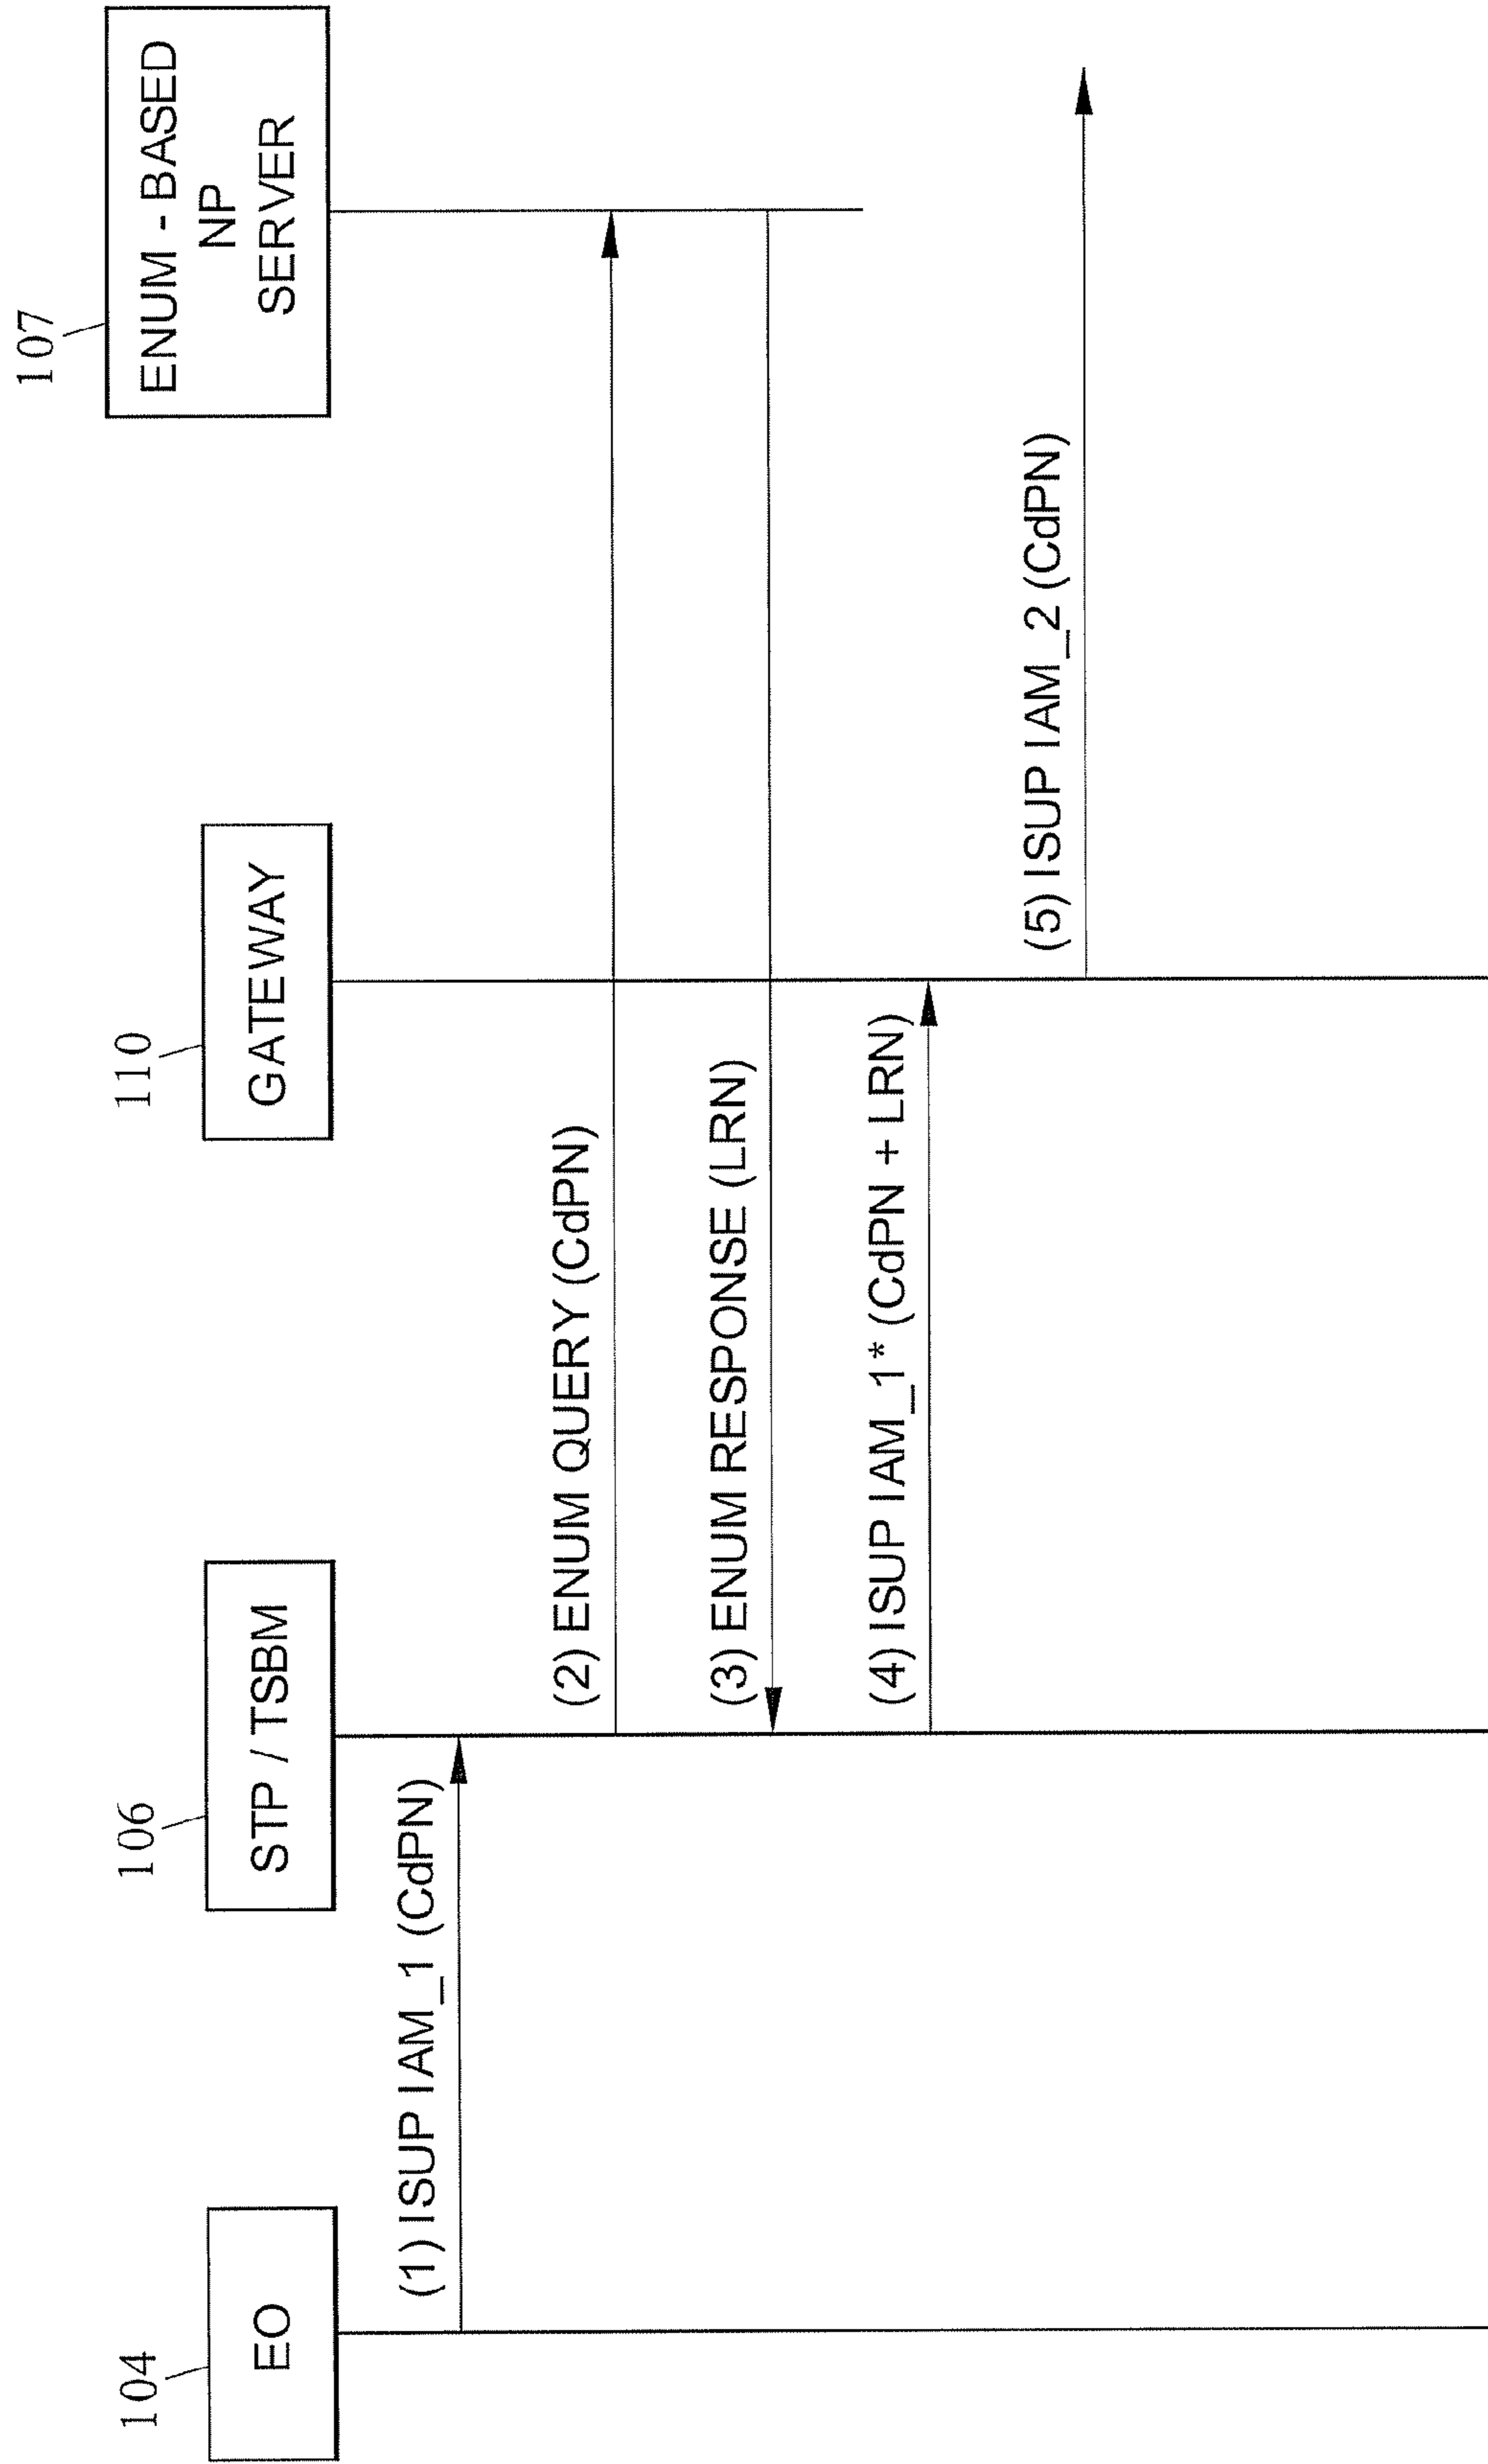 104
EO
106
STP / TSBM
110
GATEWAY
107
ENUM - BASED
NP
SERVER
(1) ISUP IAM_1 (CdPN)
(2) ENUM QUERY (CdPN)
(3) ENUM RESPONSE (LRN)
(4) ISUP IAM_1* (CdPN + LRN)
(5) ISUP IAM_2 (CdPN)